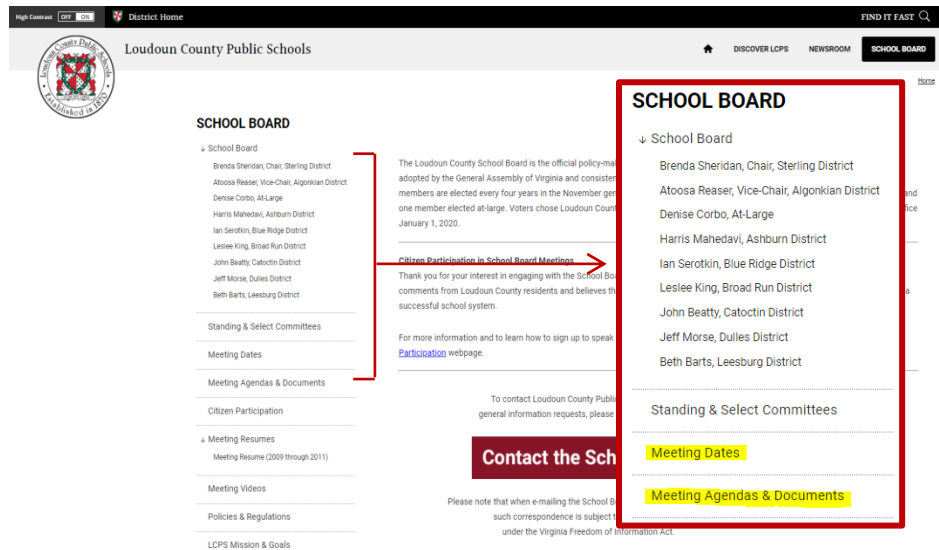 High Contrast OFF ON District Home FIND IT FAST
Loudoun County Public Schools DISCOVER LCPS NEWSROOM SCHOOL BOARD
Loudoun County Public Schools
Established in 1870
Home
SCHOOL BOARD
↓ School Board
Brenda Sheridan, Chair, Sterling District
Atoosa Reaser, Vice-Chair, Algonkian District
Denise Corbo, At-Large
Harris Mahedavi, Ashburn District
Ian Serotkin, Blue Ridge District
Leslee King, Broad Run District
John Beatty, Catoctin District
Jeff Morse, Dulles District
Beth Barts, Leesburg District
Standing & Select Committees
Meeting Dates
Meeting Agendas & Documents
Citizen Participation
↓ Meeting Resumes
Meeting Resume (2009 through 2011)
Meeting Videos
Policies & Regulations
LCPS Mission & Goals
The Loudoun County School Board is the official policy-mak
adopted by the General Assembly of Virginia and consisten
members are elected every four years in the November gen and
one member elected at-large. Voters chose Loudoun Count fice
January 1, 2020.
Citizen Participation in School Board Meetings
Thank you for your interest in engaging with the School Boa
comments from Loudoun County residents and believes th a
successful school system.
For more information and to learn how to sign up to speak
Participation webpage.
To contact Loudoun County Publi
general information requests, please
Contact the Sch
Please note that when e-mailing the School B
such correspondence is subject t
under the Virginia Freedom of Information Act.
SCHOOL BOARD
↓ School Board
Brenda Sheridan, Chair, Sterling District
Atoosa Reaser, Vice-Chair, Algonkian District
Denise Corbo, At-Large
Harris Mahedavi, Ashburn District
Ian Serotkin, Blue Ridge District
Leslee King, Broad Run District
John Beatty, Catoctin District
Jeff Morse, Dulles District
Beth Barts, Leesburg District
Standing & Select Committees
Meeting Dates
Meeting Agendas & Documents